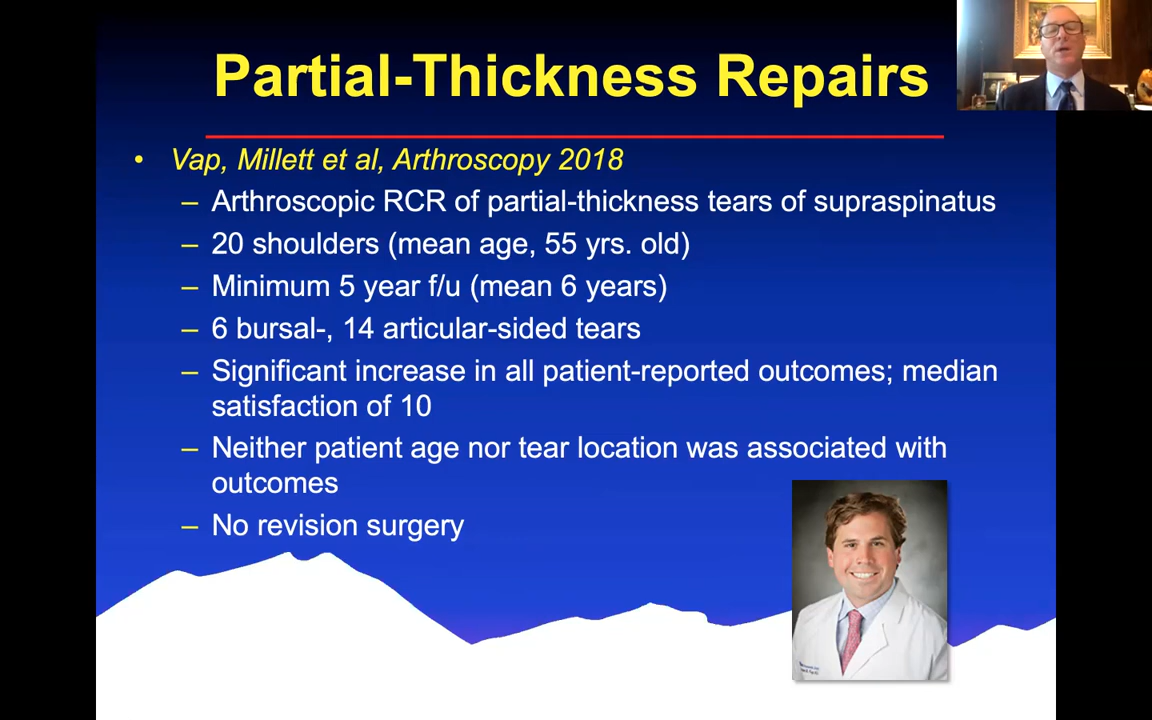 Partial-Thickness Repairs
• Vap, Millett et al, Arthroscopy 2018
– Arthroscopic RCR of partial-thickness tears of supraspinatus
– 20 shoulders (mean age, 55 yrs. old)
– Minimum 5 year f/u (mean 6 years)
– 6 bursal-, 14 articular-sided tears
– Significant increase in all patient-reported outcomes; median
satisfaction of 10
– Neither patient age nor tear location was associated with
outcomes
– No revision surgery